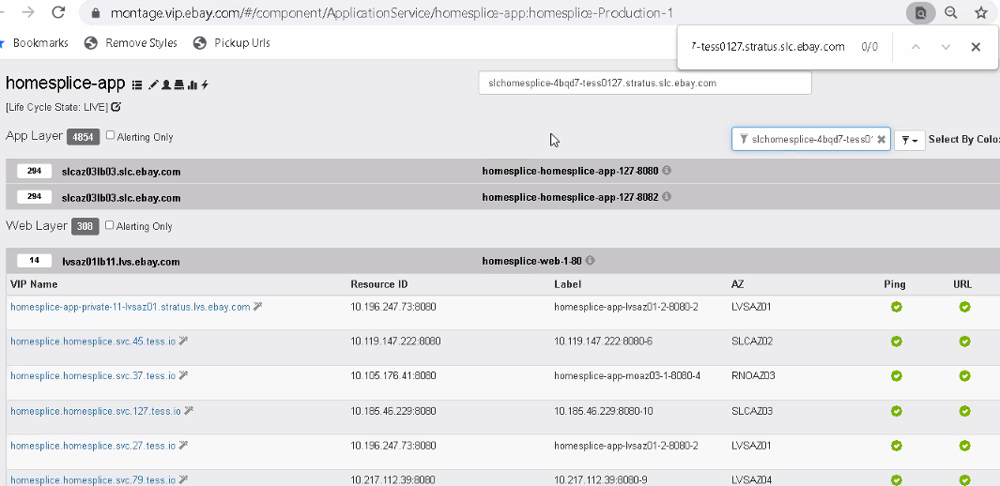 montage.vip.ebay.com/#/component/ApplicationService/homesplice-app:homesplice-Production-1
Bookmarks Remove Styles Pickup Urls
-tess0127.stratus.slc.ebay.com 0/0
homesplice-app
slchomesplice-4bqd7-tess0127.stratus.slc.ebay.com
[Life Cycle State: LIVE]
App Layer 4854 Alerting Only
slchomesplice-4bqd7-tess01 Select By Colo:
294 slcaz03lb03.slc.ebay.com homesplice-homesplice-app-127-8080
294 slcaz03lb03.slc.ebay.com homesplice-homesplice-app-127-8082
Web Layer 308 Alerting Only
14 lvsaz01lb11.lvs.ebay.com homesplice-web-1-80
VIP Name Resource ID Label AZ Ping URL
homesplice-app-private-11-lvsaz01.stratus.lvs.ebay.com 10.196.247.73:8080 homesplice-app-lvsaz01-2-8080-2 LVSAZ01
homesplice.homesplice.svc.45.tess.io 10.119.147.222:8080 10.119.147.222:8080-6 SLCAZ02
homesplice.homesplice.svc.37.tess.io 10.105.176.41:8080 homesplice-app-rnoaz03-1-8080-4 RNOAZ03
homesplice.homesplice.svc.127.tess.io 10.185.46.229:8080 10.185.46.229:8080-10 SLCAZ03
homesplice.homesplice.svc.27.tess.io 10.196.247.73:8080 homesplice-app-lvsaz01-2-8080-2 LVSAZ01
homesplice.homesplice.svc.79.tess.io 10.217.112.39:8080 10.217.112.39:8080-9 LVSAZ04